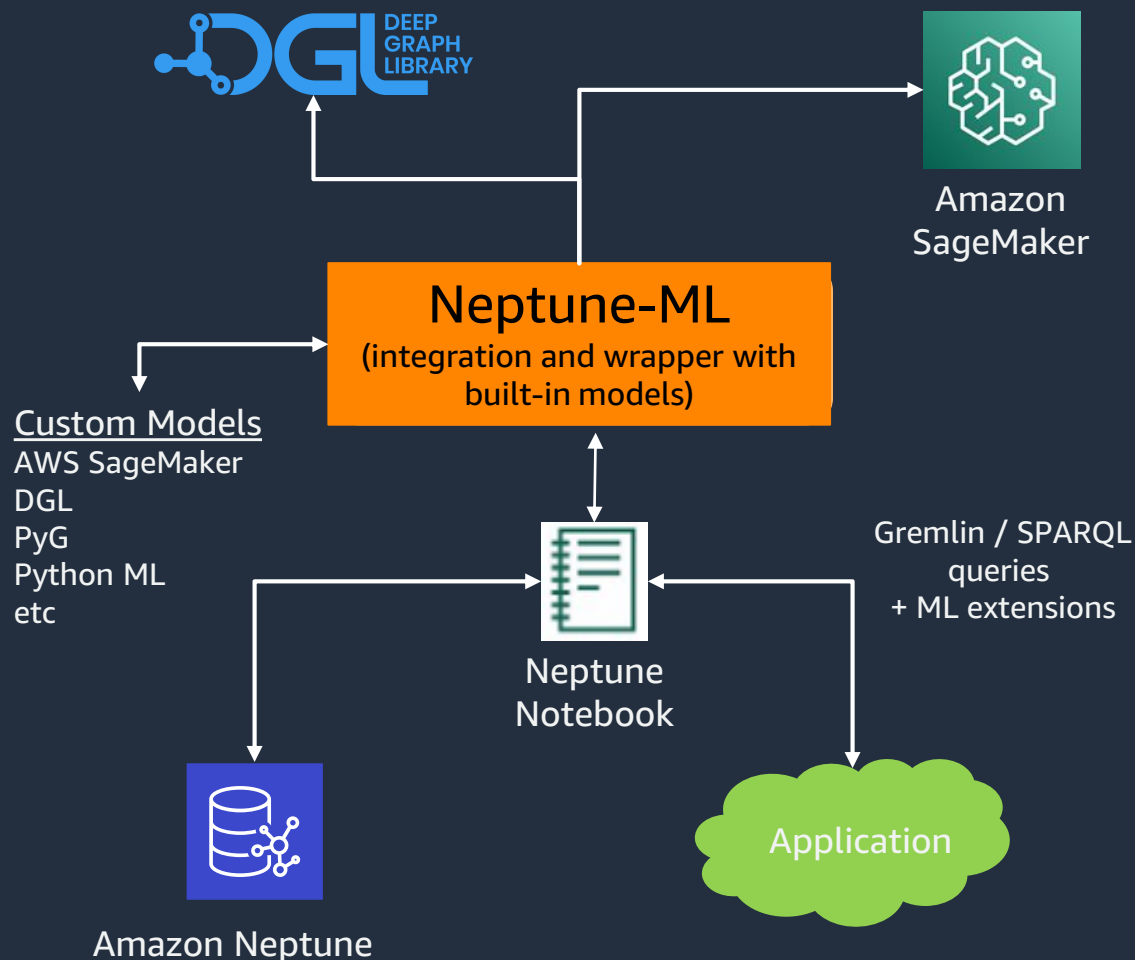 DGL
DEEP
GRAPH
LIBRARY
Amazon
SageMaker
Neptune-ML
(integration and wrapper with
built-in models)
Custom Models
AWS SageMaker
DGL
PyG
Python ML
etc
Gremlin / SPARQL
queries
+ ML extensions
Neptune
Notebook
Application
Amazon Neptune